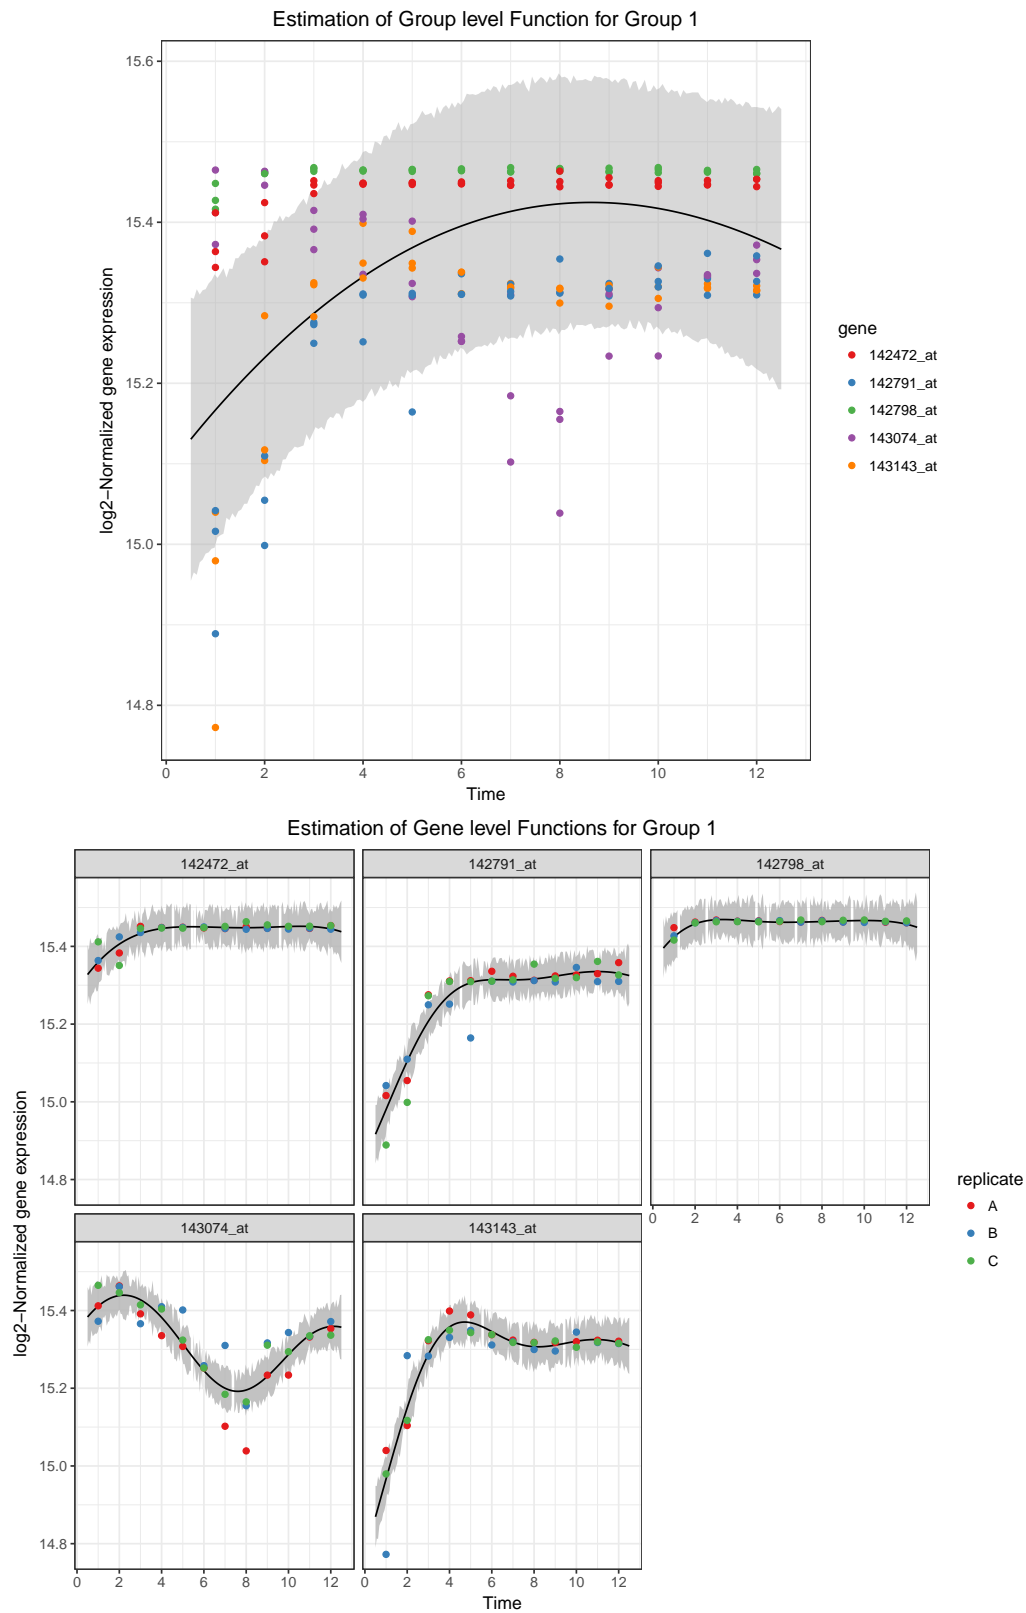 Estimation of Group level Function for Group 1
log2−Normalized gene expression
15.6
15.4
15.2
15.0
14.8
0 2 4 6 8 10 12
Time
gene
142472_at
142791_at
142798_at
143074_at
143143_at
Estimation of Gene level Functions for Group 1
log2−Normalized gene expression
142472_at 142791_at 142798_at
15.4
15.2
15.0
14.8
0 2 4 6 8 10 12
143074_at 143143_at
15.4
15.2
15.0
14.8
0 2 4 6 8 10 12 0 2 4 6 8 10 12
Time
replicate
A
B
C